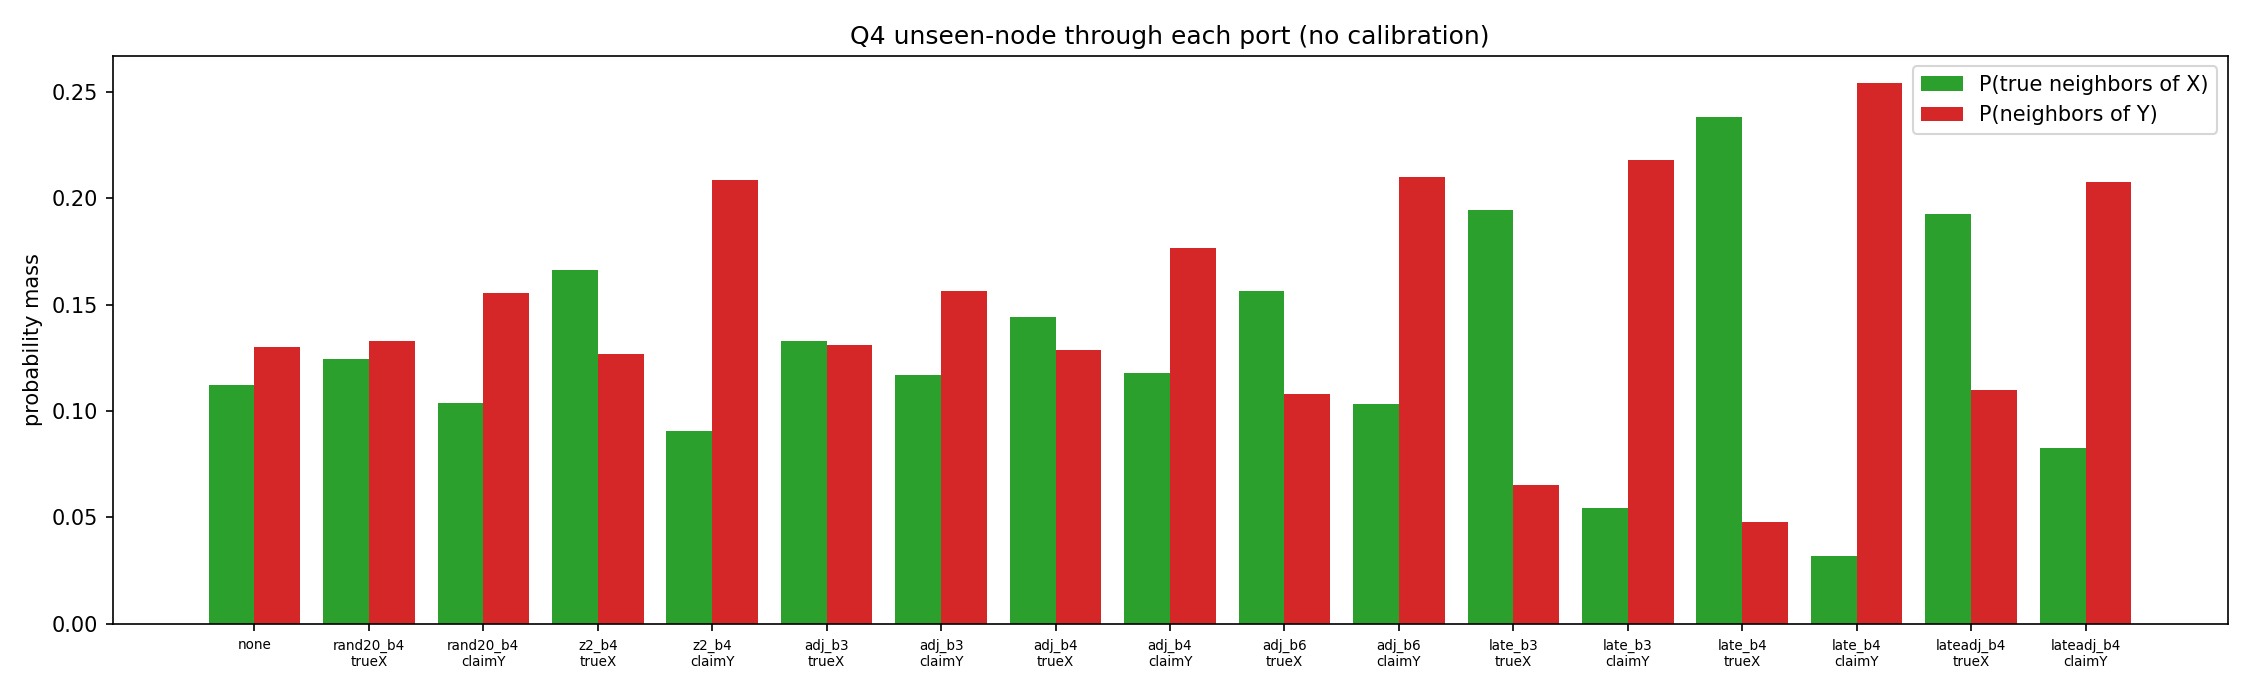 Q4 unseen-node through each port (no calibration)
P(true neighbors of X)
P(neighbors of Y)
probability mass
0.25
0.20
0.15
0.10
0.05
0.00
none
rand20_b4
trueX
rand20_b4
claimY
z2_b4
trueX
z2_b4
claimY
adj_b3
trueX
adj_b3
claimY
adj_b4
trueX
adj_b4
claimY
adj_b6
trueX
adj_b6
claimY
late_b3
trueX
late_b3
claimY
late_b4
trueX
late_b4
claimY
lateadj_b4
trueX
lateadj_b4
claimY